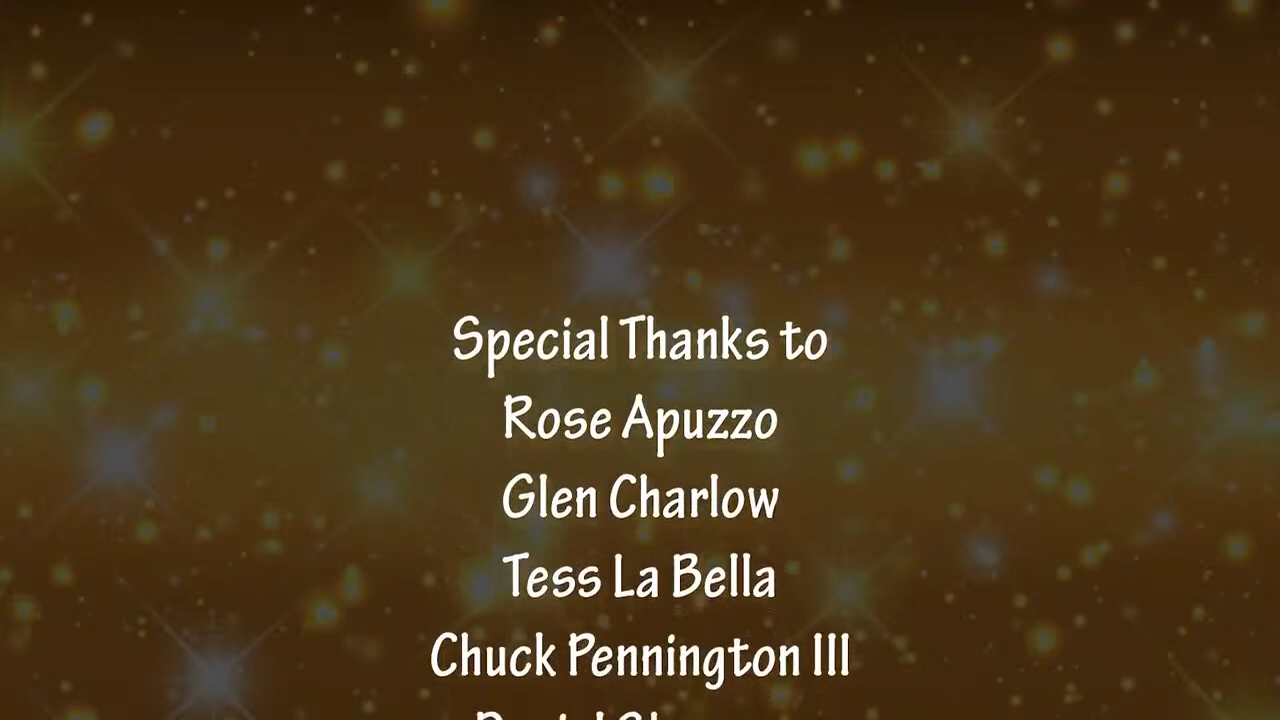 Special Thanks to
Rose Apuzzo
Glen Charlow
Tess La Bella
Chuck Pennington III